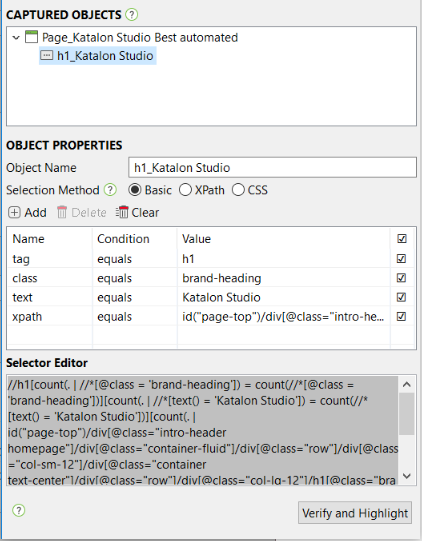 CAPTURED OBJECTS ?
Page_Katalon Studio Best automated
h1_Katalon Studio
OBJECT PROPERTIES
Object Name h1_Katalon Studio
Selection Method ? Basic XPath CSS
Add Delete Clear
Name Condition Value
tag equals h1
class equals brand-heading
text equals Katalon Studio
xpath equals id("page-top")/div[@class="intro-he...
Selector Editor
//h1[count(. | //*[@class = 'brand-heading']) = count(//*[@class =
'brand-heading'])][count(. | //*[text() = 'Katalon Studio']) = count(//*
[text() = 'Katalon Studio'])][count(. |
id("page-top")/div[@class="intro-header
homepage"]/div[@class="container-fluid"]/div[@class="row"]/div[@class
="col-sm-12"]/div[@class="container
text-center"]/div[@class="row"]/div[@class="col-lg-12"]/h1[@class="bra
? Verify and Highlight